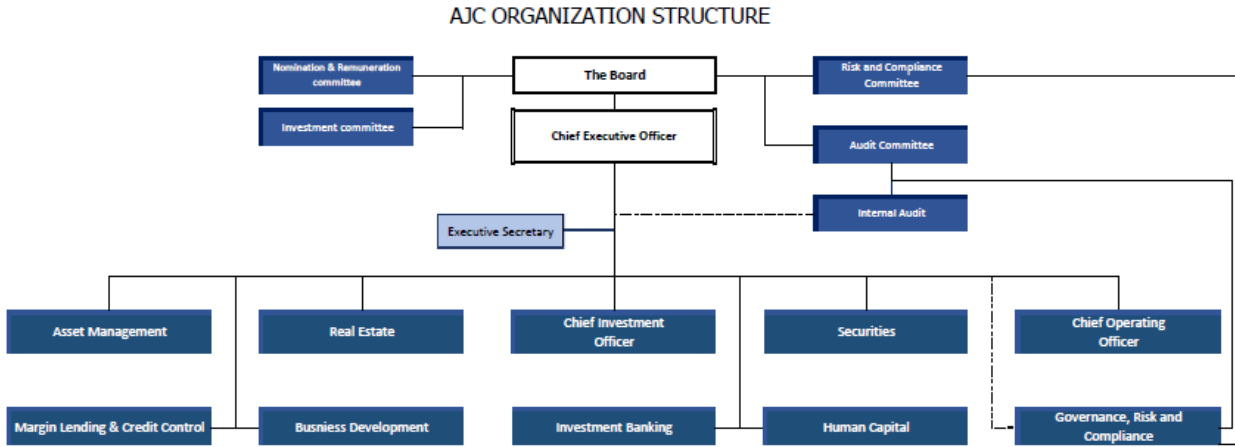 AJC ORGANIZATION STRUCTURE
Nomination & Remuneration
committee
The Board
Risk and Compliance
Committee
Investment committee
Chief Executive Officer
Audit Committee
Internal Audit
Executive Secretary
Asset Management
Real Estate
Chief Investment
Officer
Securities
Chief Operating
Officer
Margin Lending & Credit Control
Busniess Development
Investment Banking
Human Capital
Governance, Risk and
Compliance